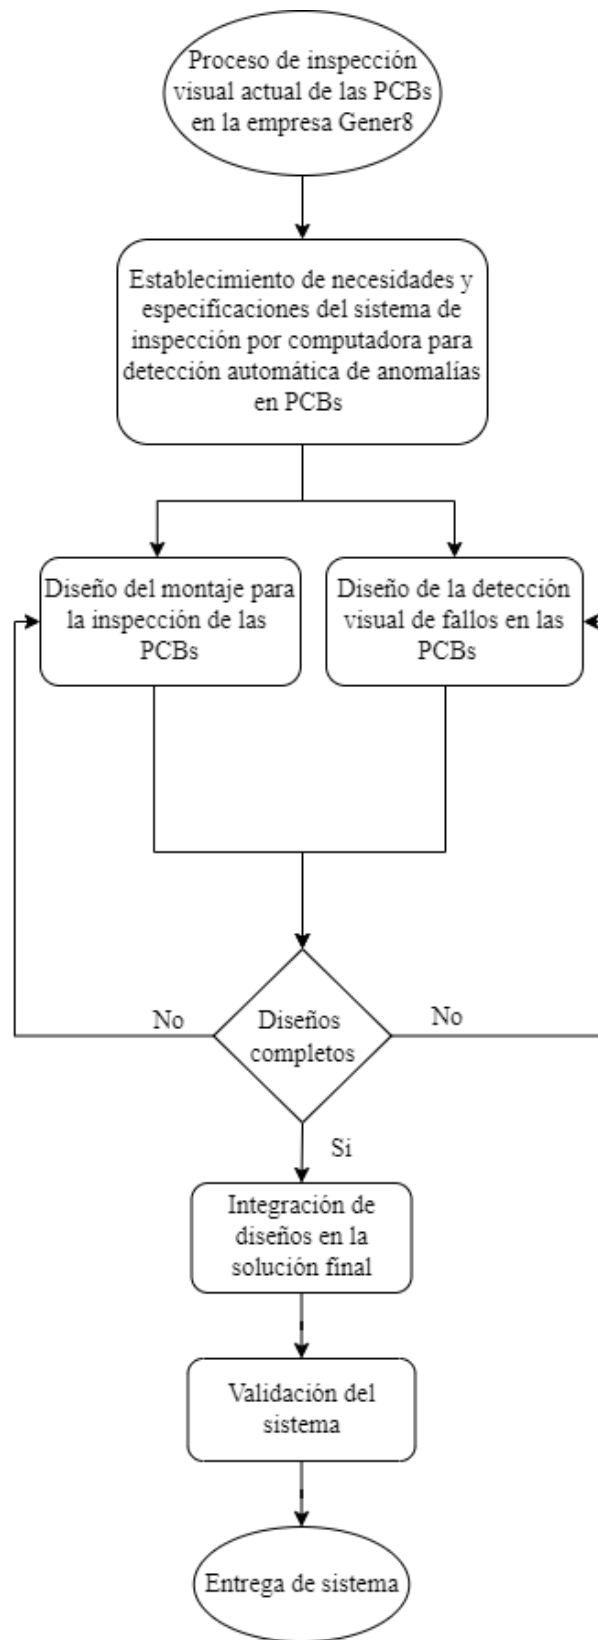 Proceso de inspección
visual actual de las PCBs
en la empresa Gener8
Establecimiento de necesidades y
especificaciones del sistema de
inspección por computadora para
detección automática de anomalías
en PCBs
Diseño del montaje para
la inspección de las
PCBs
Diseño de la detección
visual de fallos en las
PCBs
No
Diseños
completos
No
Si
Integración de
diseños en la
solución final
Validación del
sistema
Entrega de sistema